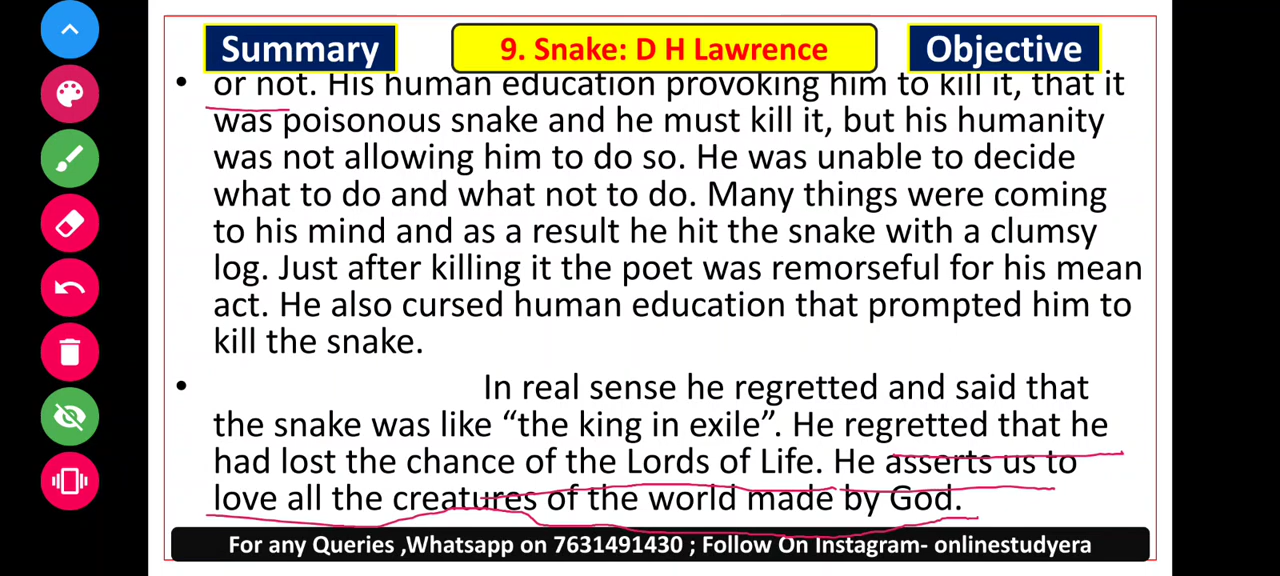 Summary
9. Snake: D H Lawrence
Objective
• or not. His human education provoking him to kill it, that it
was poisonous snake and he must kill it, but his humanity
was not allowing him to do so. He was unable to decide
what to do and what not to do. Many things were coming
to his mind and as a result he hit the snake with a clumsy
log. Just after killing it the poet was remorseful for his mean
act. He also cursed human education that prompted him to
kill the snake.
• In real sense he regretted and said that
the snake was like “the king in exile”. He regretted that he
had lost the chance of the Lords of Life. He asserts us to
love all the creatures of the world made by God.
For any Queries ,Whatsapp on 7631491430 ; Follow On Instagram- onlinestudyera